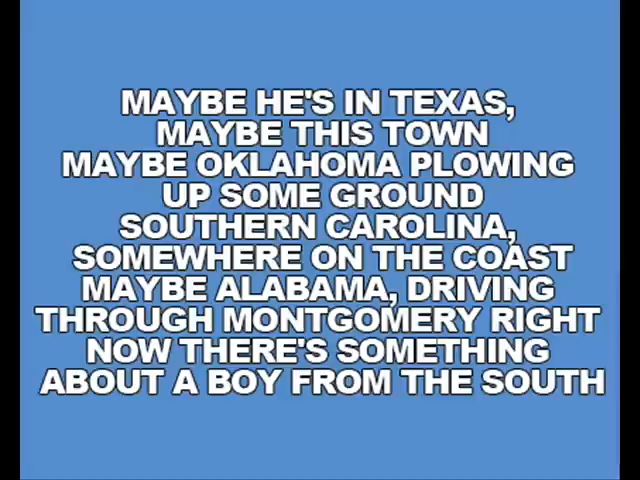 MAYBE HE'S IN TEXAS,
MAYBE THIS TOWN
MAYBE OKLAHOMA PLOWING
UP SOME GROUND
SOUTHERN CAROLINA,
SOMEWHERE ON THE COAST
MAYBE ALABAMA, DRIVING
THROUGH MONTGOMERY RIGHT
NOW THERE'S SOMETHING
ABOUT A BOY FROM THE SOUTH